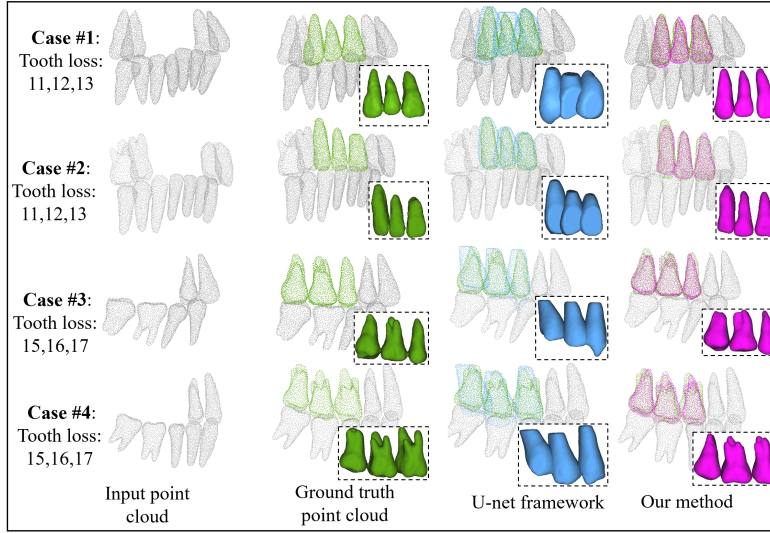 Case #1:
Tooth loss:
11,12,13
Case #2:
Tooth loss:
11,12,13
Case #3:
Tooth loss:
15,16,17
Case #4:
Tooth loss:
15,16,17
Input point
cloud
Ground truth
point cloud
U-net framework
Our method